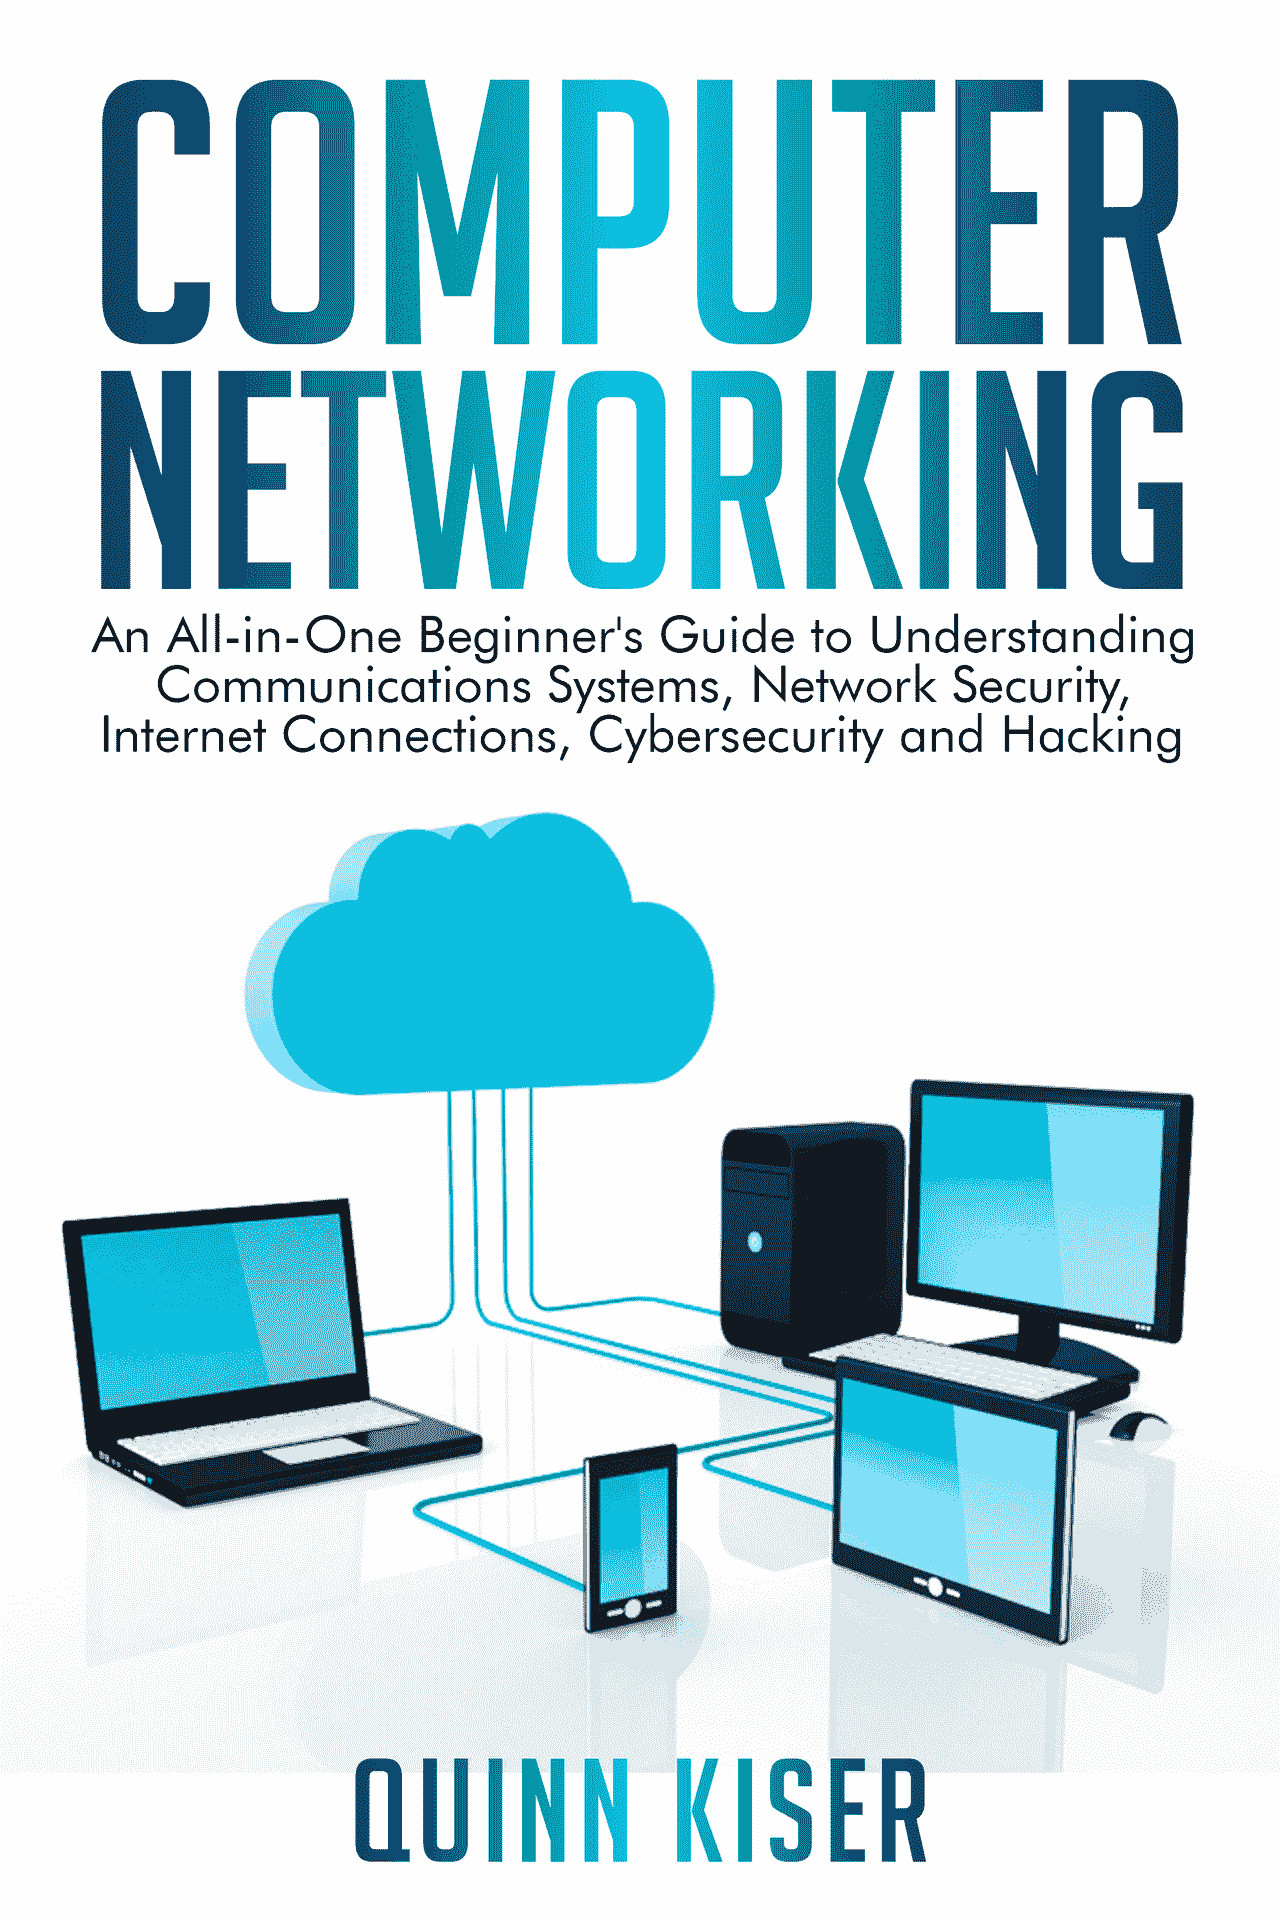 COMPUTER
NETWORKING
An All-in-One Beginner's Guide to Understanding
Communications Systems, Network Security,
Internet Connections, Cybersecurity and Hacking
QUINN KISER